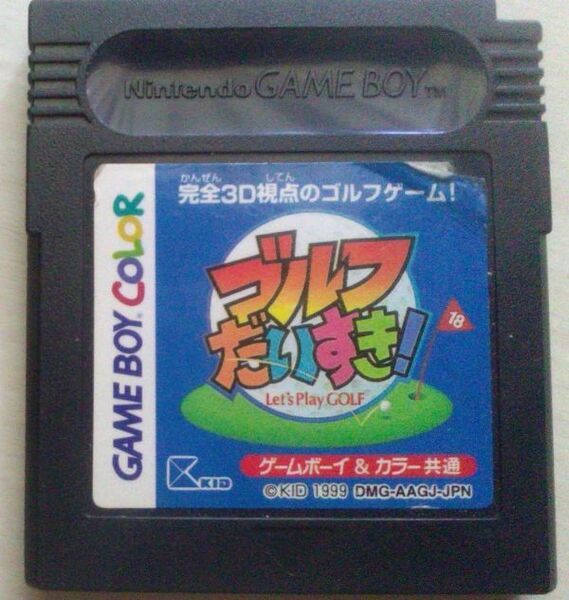 Nintendo GAME BOY TM
かんぜん してん
完全3D視点のゴルフゲーム!
GAME BOY COLOR
ゴルフ
だいすき!
18
Let's Play GOLF
KID
ゲームボーイ & カラー共通
©KID 1999 DMG-AAGJ-JPN